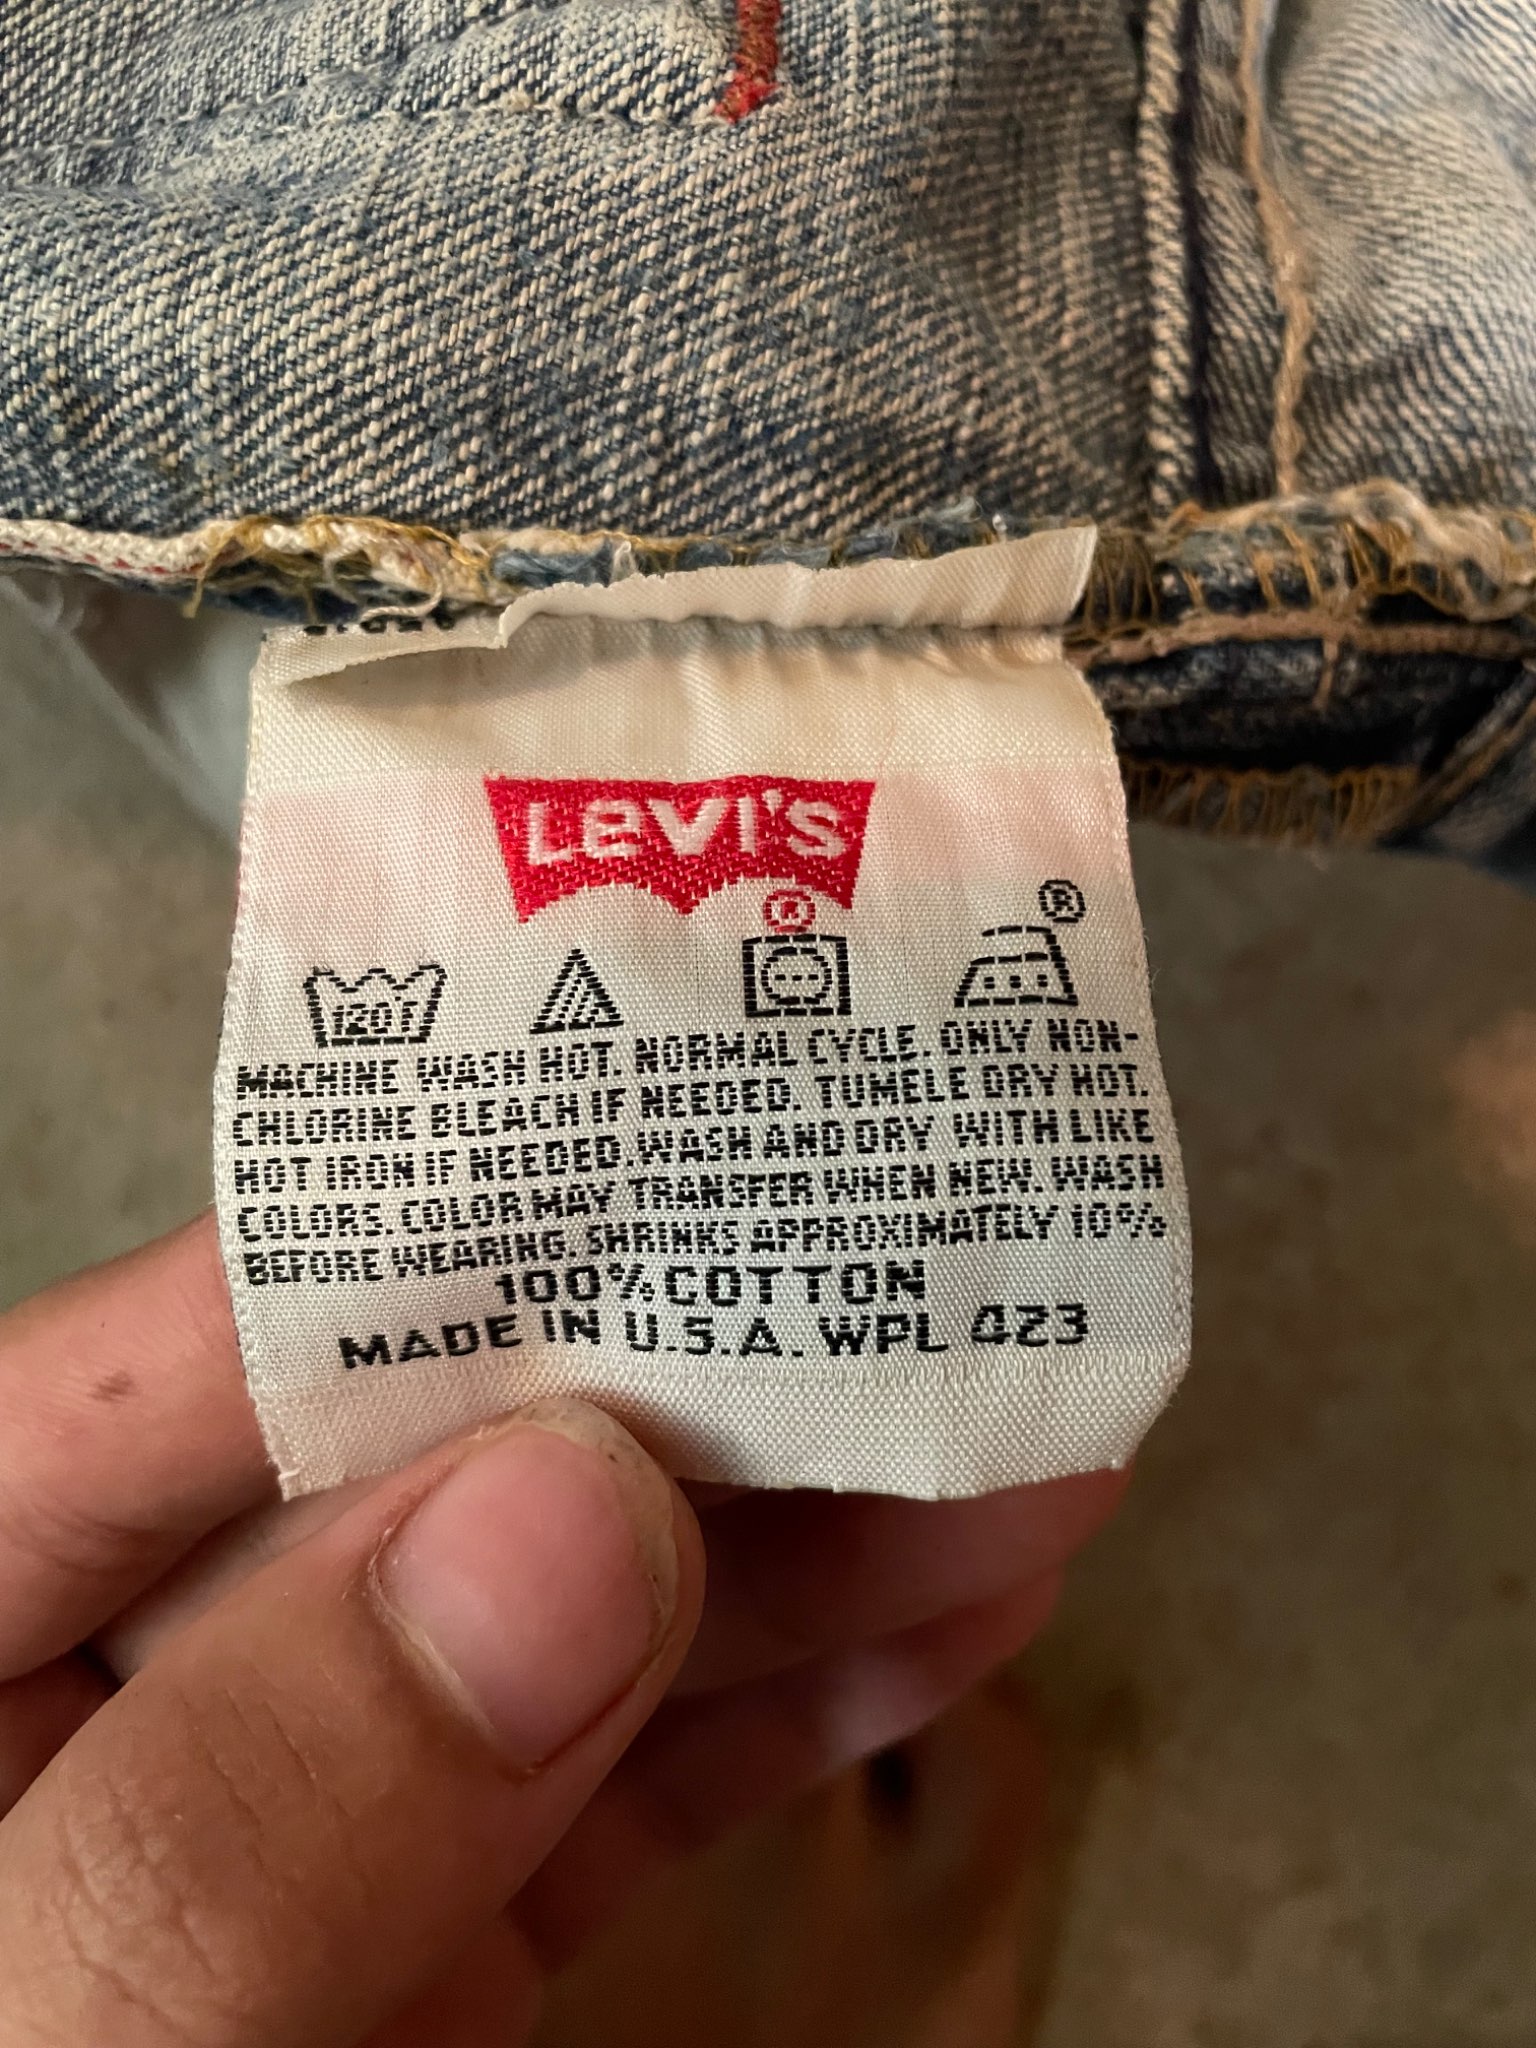 LEVI'S
®
®
120F
MACHINE WASH HOT. NORMAL CYCLE. ONLY NON-
CHLORINE BLEACH IF NEEDED. TUMBLE DRY HOT.
HOT IRON IF NEEDED. WASH AND DRY WITH LIKE
COLORS. COLOR MAY TRANSFER WHEN NEW. WASH
BEFORE WEARING. SHRINKS APPROXIMATELY 10%
100% COTTON
MADE IN U.S.A. WPL 423